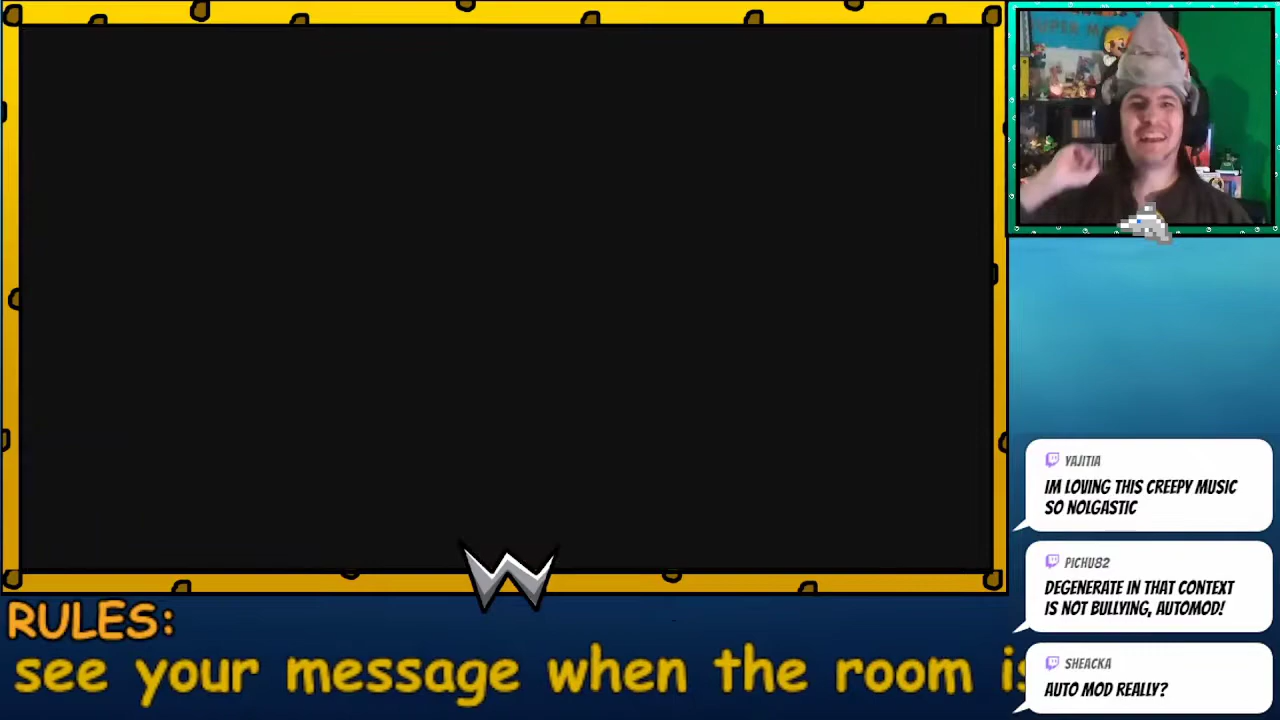 SUPER M
YAJITIA
IM LOVING THIS CREEPY MUSIC
SO NOLGASTIC
PICHU82
DEGENERATE IN THAT CONTEXT
IS NOT BULLYING, AUTOMOD!
SHEACKA
AUTO MOD REALLY?
W
RULES:
see your message when the room is